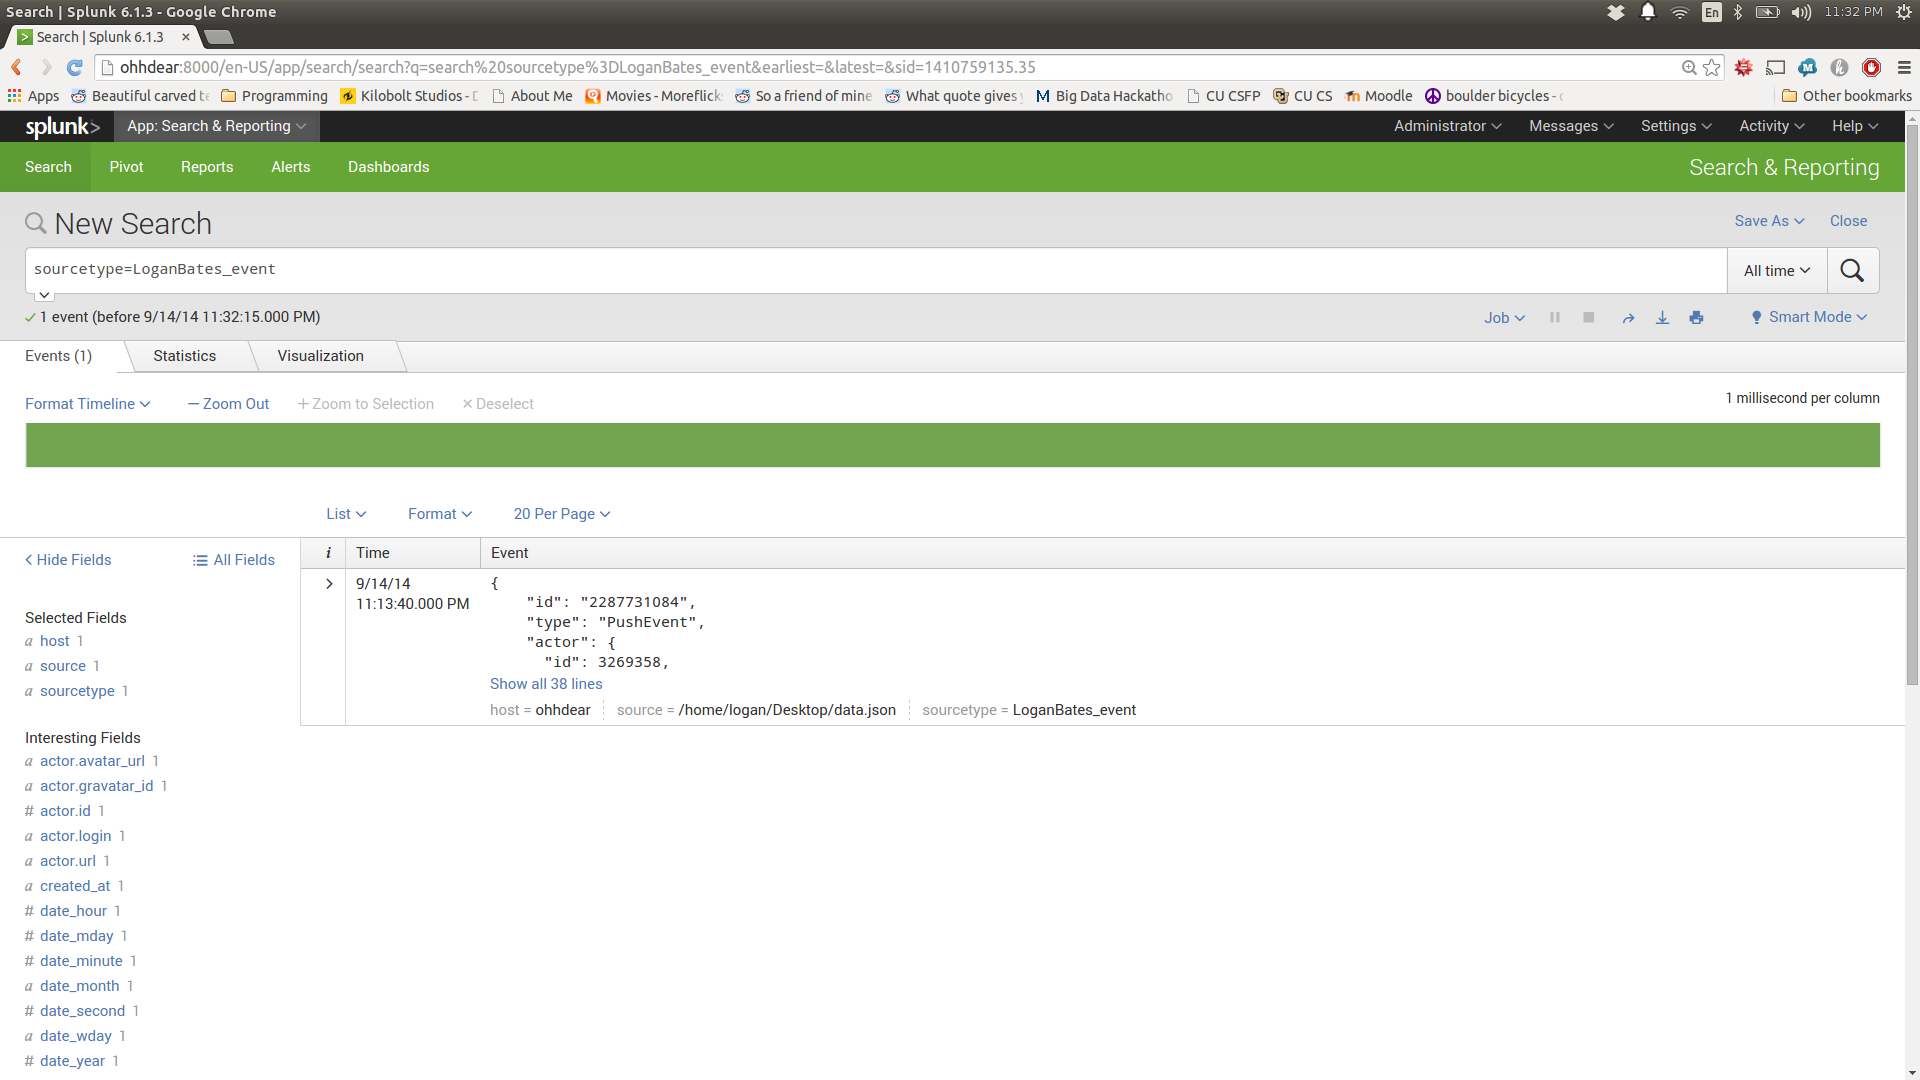 Search | Splunk 6.1.3 - Google Chrome
En
11:32 PM
Search | Splunk 6.1.3
ohhdear:8000/en-US/app/search/search?q=search%20sourcetype%3DLoganBates_event&earliest=&latest=&sid=1410759135.35
Apps Beautiful carved Programming Kilobolt Studios - About Me Movies - Moreflick So a friend of mine What quote gives Big Data Hackatho CU CSFP CU CS Moodle boulder bicycles - Other bookmarks
splunk> App: Search & Reporting Administrator Messages Settings Activity Help
Search Pivot Reports Alerts Dashboards Search & Reporting
New Search Save As Close
sourcetype=LoganBates_event All time
1 event (before 9/14/14 11:32:15.000 PM) Job Smart Mode
Events (1) Statistics Visualization
Format Timeline — Zoom Out + Zoom to Selection × Deselect 1 millisecond per column
List Format 20 Per Page
< Hide Fields All Fields i Time Event
> 9/14/14 {
11:13:40.000 PM "id": "2287731084",
"type": "PushEvent",
"actor": {
"id": 3269358,
Show all 38 lines
host = ohhdear source = /home/logan/Desktop/data.json sourcetype = LoganBates_event
Selected Fields
a host 1
a source 1
a sourcetype 1
Interesting Fields
a actor.avatar_url 1
a actor.gravatar_id 1
# actor.id 1
a actor.login 1
a actor.url 1
a created_at 1
# date_hour 1
# date_mday 1
# date_minute 1
a date_month 1
# date_second 1
a date_wday 1
# date_year 1